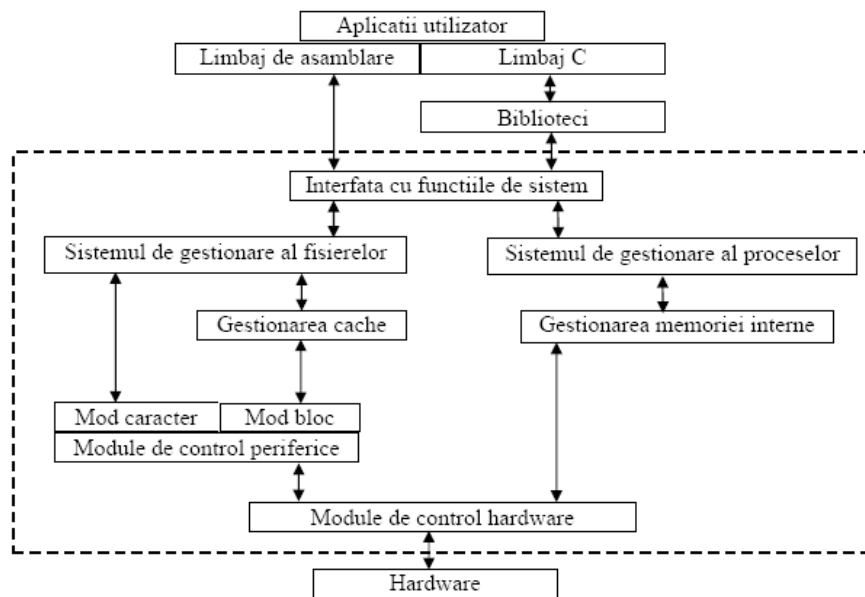 Aplicatii utilizator
Limbaj de asamblare
Limbaj C
Biblioteci
Interfata cu functiile de sistem
Sistemul de gestionare al fisierelor
Sistemul de gestionare al proceselor
Gestionarea cache
Gestionarea memoriei interne
Mod caracter
Mod bloc
Module de control periferice
Module de control hardware
Hardware